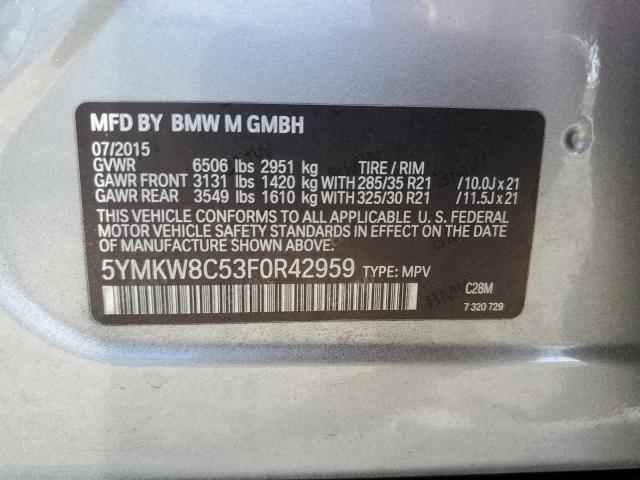 MFD BY BMW M GMBH
07/2015
GVWR 6506 lbs 2951 kg TIRE / RIM
GAWR FRONT 3131 lbs 1420 kg WITH 285/35 R21 /10.0J x 21
GAWR REAR 3549 lbs 1610 kg WITH 325/30 R21 /11.5J x 21
THIS VEHICLE CONFORMS TO ALL APPLICABLE U. S. FEDERAL
MOTOR VEHICLE SAFETY STANDARDS IN EFFECT ON THE
DATE OF MANUFACTURE SHOWN ABOVE.
5YMKW8C53F0R42959 TYPE: MPV
C28M
7 320 729